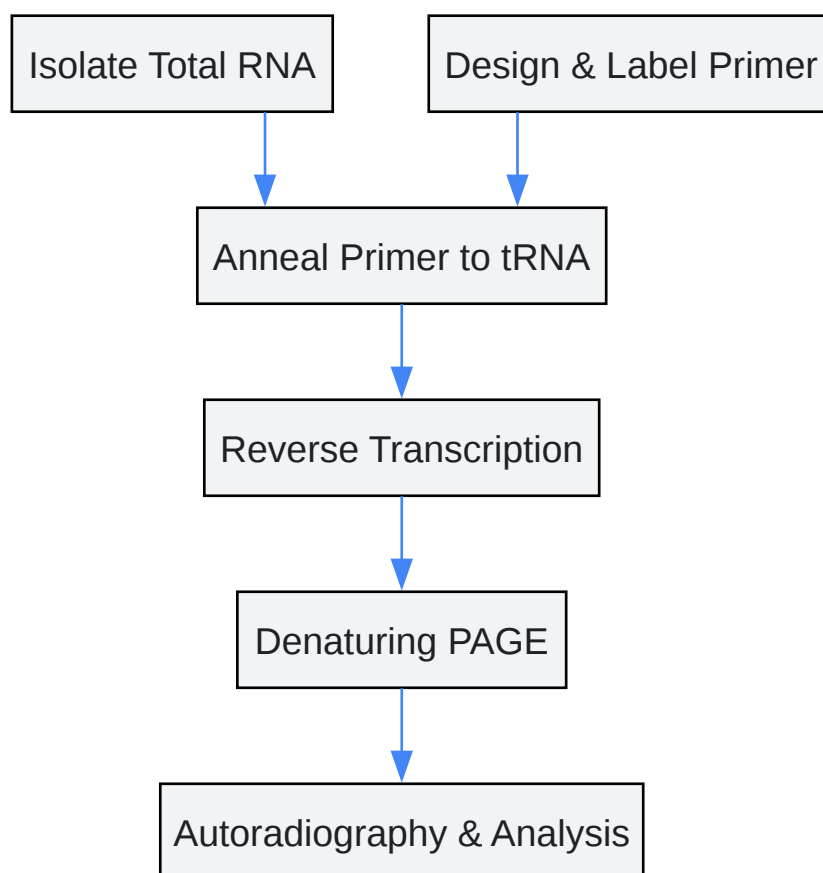 Isolate Total RNA
Design & Label Primer
Anneal Primer to tRNA
Reverse Transcription
Denaturing PAGE
Autoradiography & Analysis